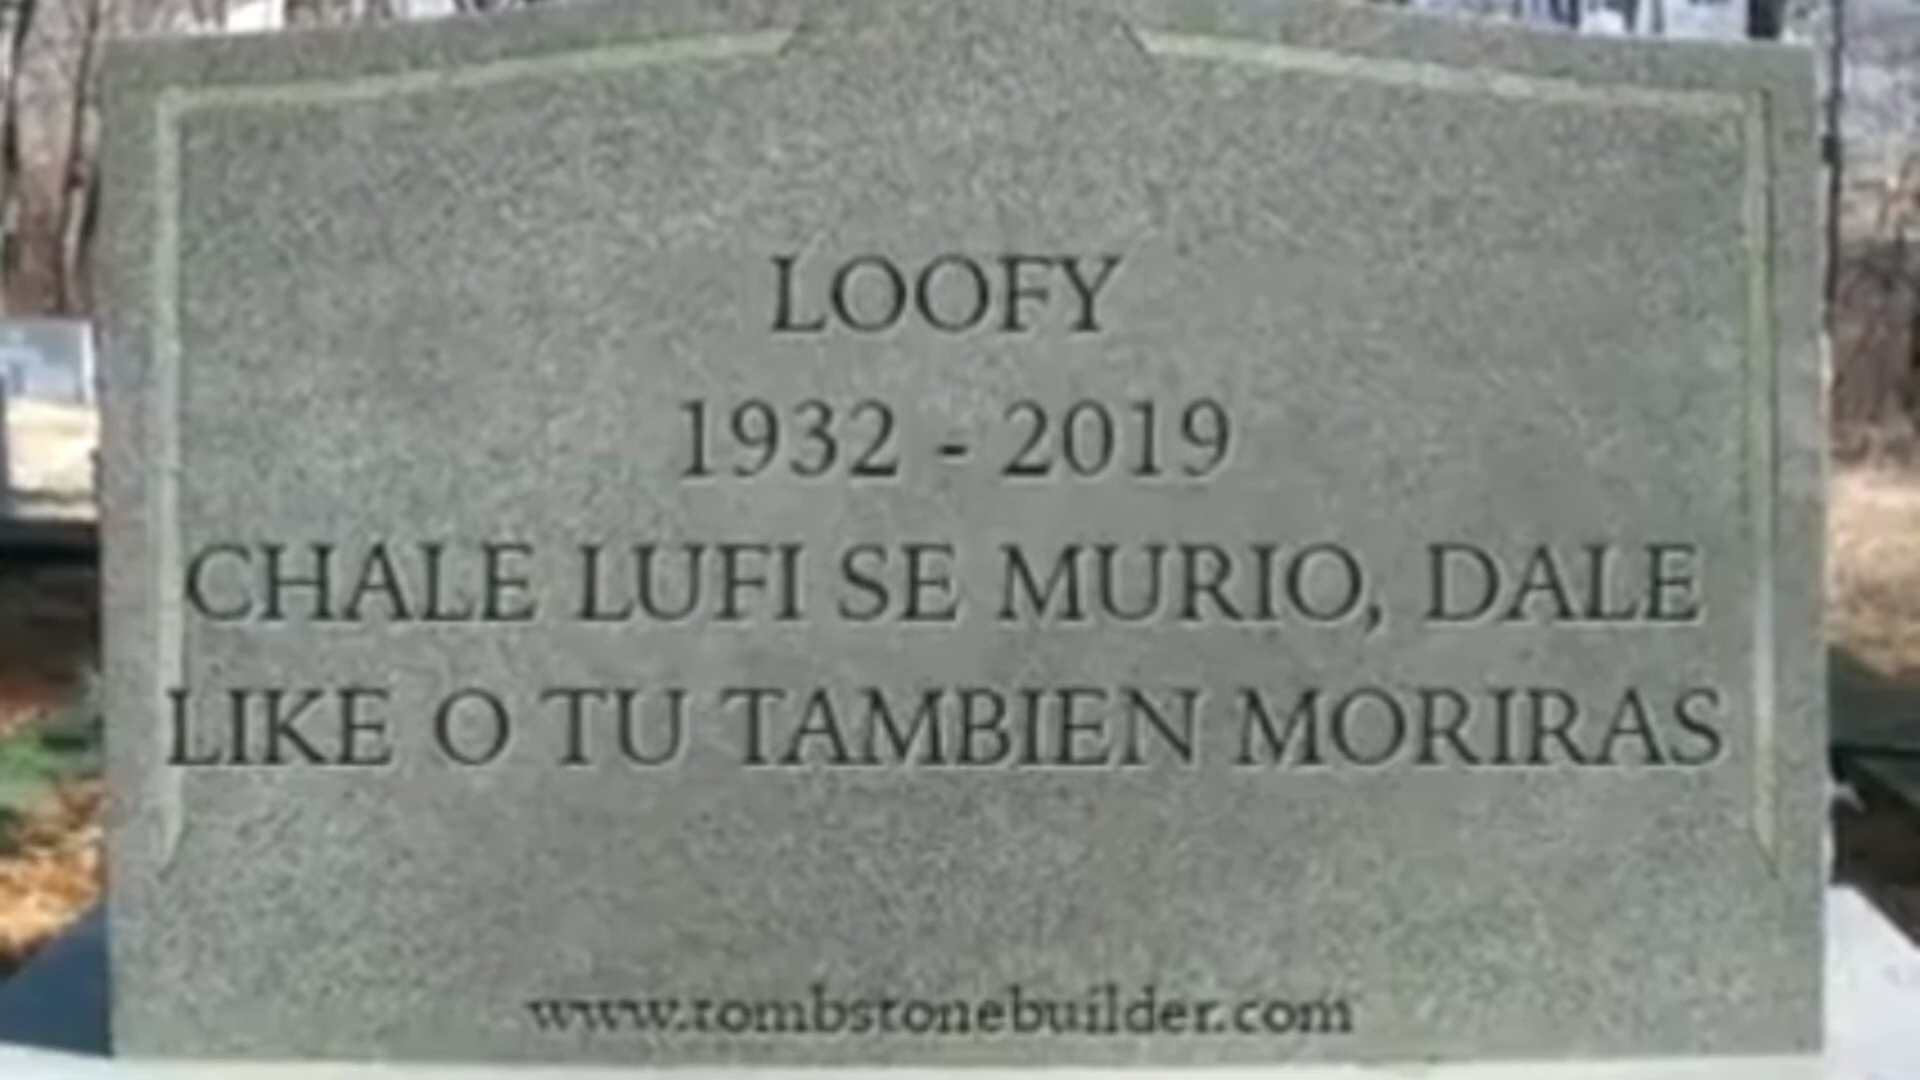 LOOFY
1932 - 2019
CHALE LUFI SE MURIO, DALE
LIKE O TU TAMBIEN MORIRAS
www.tombstonebuilder.com